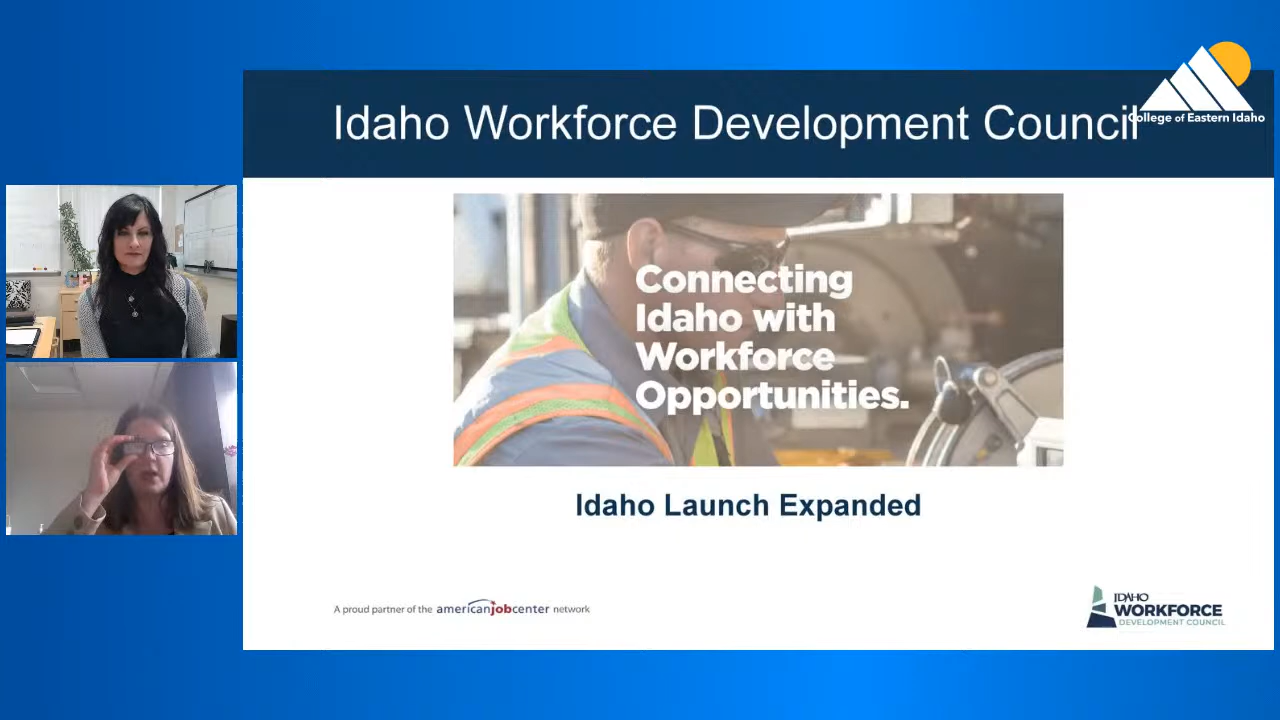 Idaho Workforce Development Council
College of Eastern Idaho
Connecting
Idaho with
Workforce
Opportunities.
Idaho Launch Expanded
A proud partner of the americanjobcenter network
IDAHO
WORKFORCE
DEVELOPMENT COUNCIL